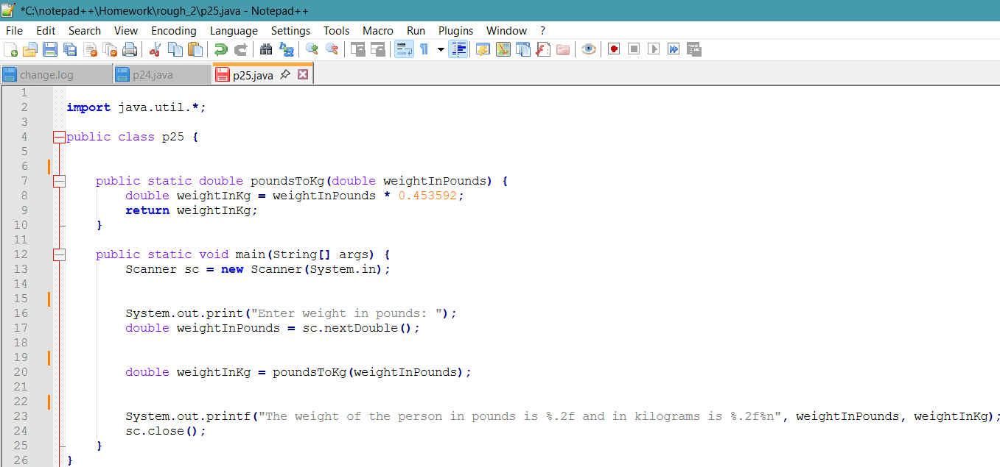 *C:\notepad++\Homework\rough_2\p25.java - Notepad++
File Edit Search View Encoding Language Settings Tools Macro Run Plugins Window ?
change.log p24.java p25.java
1
2 import java.util.*;
3
4 public class p25 {
5
6
7 public static double poundsToKg(double weightInPounds) {
8 double weightInKg = weightInPounds * 0.453592;
9 return weightInKg;
10 }
11
12 public static void main(String[] args) {
13 Scanner sc = new Scanner(System.in);
14
15
16 System.out.print("Enter weight in pounds: ");
17 double weightInPounds = sc.nextDouble();
18
19
20 double weightInKg = poundsToKg(weightInPounds);
21
22
23 System.out.printf("The weight of the person in pounds is %.2f and in kilograms is %.2f%n", weightInPounds, weightInKg);
24 sc.close();
25 }
26 }